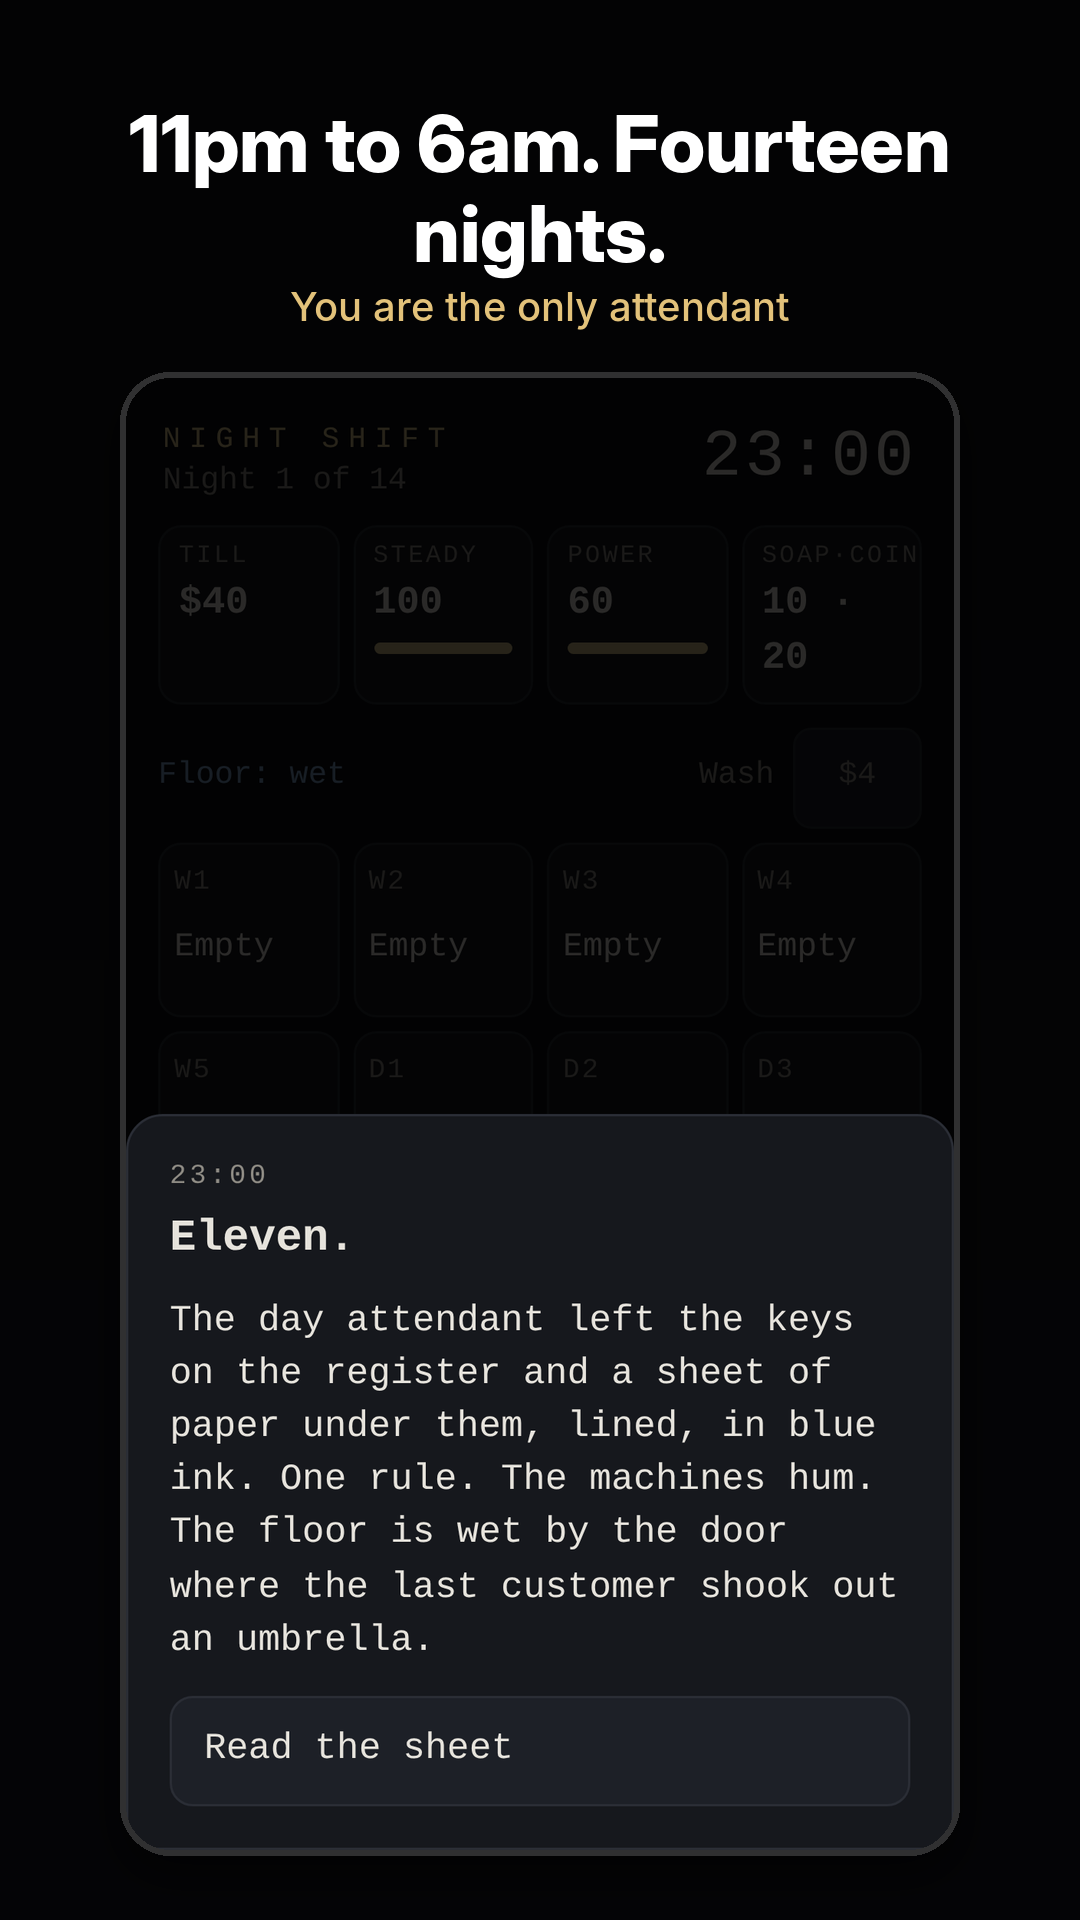 11pm to 6am. Fourteen
nights.
You are the only attendant
NIGHT SHIFT
23:00
Night 1 of 14
TILL
STEADY
POWER
SOAP·COIN
$40
100
60
10 ·
20
Floor: wet
Wash
$4
W1
W2
W3
W4
Empty
Empty
Empty
Empty
W5
D1
D2
D3
23:00
Eleven.
The day attendant left the keys
on the register and a sheet of
paper under them, lined, in blue
ink. One rule. The machines hum.
The floor is wet by the door
where the last customer shook out
an umbrella.
Read the sheet